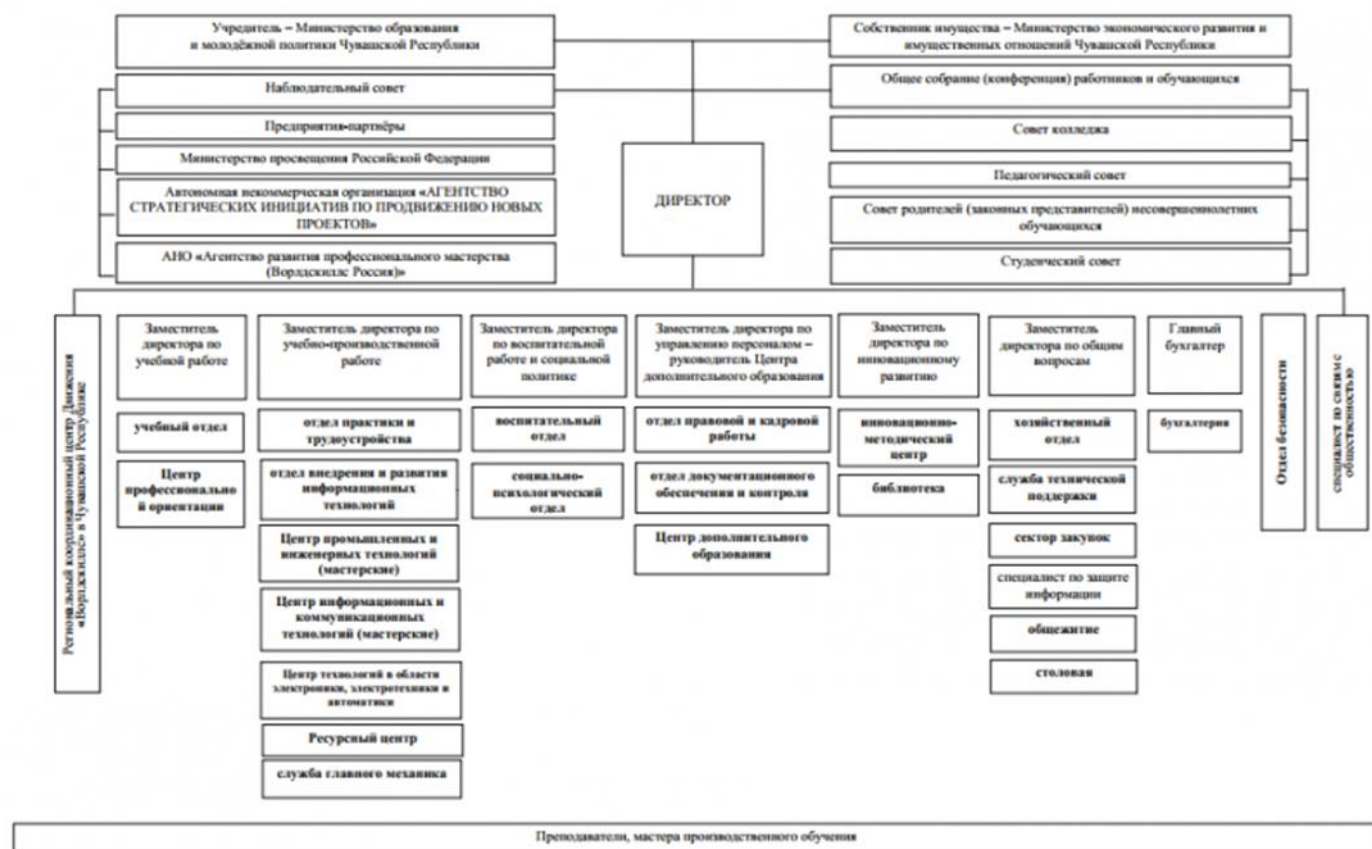 Учредитель – Министерство образования
и молодёжной политики Чувашской Республики
Собственник имущества – Министерство экономического развития и
имущественных отношений Чувашской Республики
Наблюдательный совет
Общее собрание (конференция) работников и обучающихся
Предприятия-партнёры
Совет колледжа
Министерство просвещения Российской Федерации
Педагогический совет
Автономная некоммерческая организация «АГЕНТСТВО
СТРАТЕГИЧЕСКИХ ИНИЦИАТИВ ПО ПРОДВИЖЕНИЮ НОВЫХ
ПРОЕКТОВ»
ДИРЕКТОР
Совет родителей (законных представителей) несовершеннолетних
обучающихся
АНО «Агентство развития профессионального мастерства
(Ворлдскиллс Россия)»
Студенческий совет
Региональный координационный центр Движения
«Ворлдскиллс» в Чувашской Республике
Заместитель
директора по
учебной работе
учебный отдел
Центр
профессионально
й ориентации
Заместитель директора по
учебно-производственной
работе
отдел практики и
трудоустройства
отдел внедрения и развития
информационных
технологий
Центр промышленных и
инженерных технологий
(мастерские)
Центр информационных и
коммуникационных
технологий (мастерские)
Центр технологий в области
электроники, электротехники и
автоматики
Ресурсный центр
служба главного механика
Заместитель директора
по воспитательной
работе и социальной
политике
воспитательный
отдел
социально-
психологический
отдел
Заместитель директора по
управлению персоналом –
руководитель Центра
дополнительного образования
отдел правовой и кадровой
работы
отдел документационного
обеспечения и контроля
Центр дополнительного
образования
Заместитель
директора по
инновационному
развитию
инновационно-
методический
центр
библиотека
Заместитель
директора по общим
вопросам
хозяйственный
отдел
служба технической
поддержки
сектор закупок
специалист по защите
информации
общежитие
столовая
Главный
бухгалтер
бухгалтерия
Отдел безопасности
специалист по связям с
общественностью
Преподаватели, мастера производственного обучения